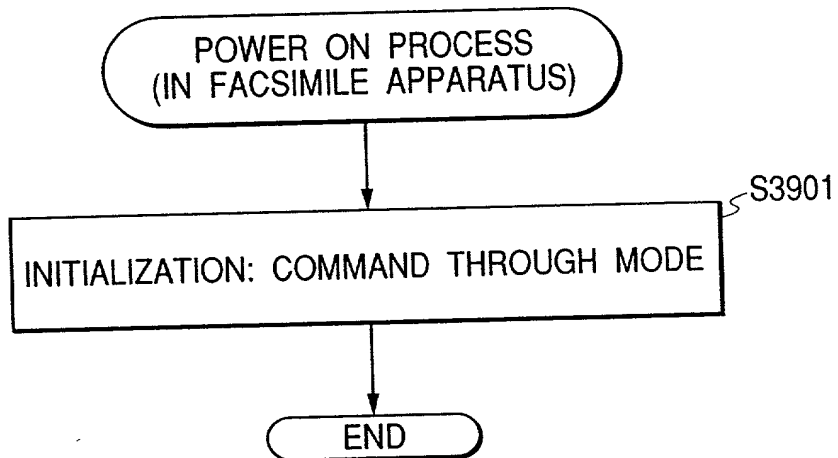 POWER ON PROCESS
(IN FACSIMILE APPARATUS)
S3901
INITIALIZATION: COMMAND THROUGH MODE
END